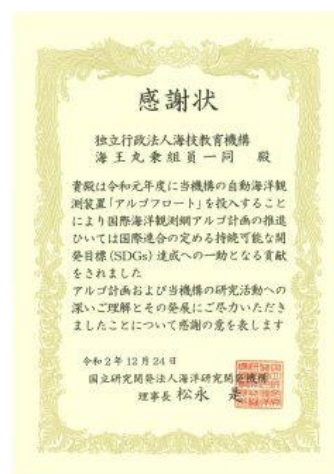 感謝状
独立行政法人海技教育機構
海王丸乗組員一同 殿
貴殿は令和元年度に当機構の自動海洋観
測装置「アルゴフロート」を投入すること
により国際海洋観測網アルゴ計画の推進
ひいては国際連合の定める持続可能な開
発目標(SDGs)達成への一助となる貢献
をされました
アルゴ計画および当機構の研究活動への
深いご理解とその発展にご尽力いただき
ましたことについて感謝の意を表します
令和2年12月24日
国立研究開発法人海洋研究開発機構
理事長 松永 是